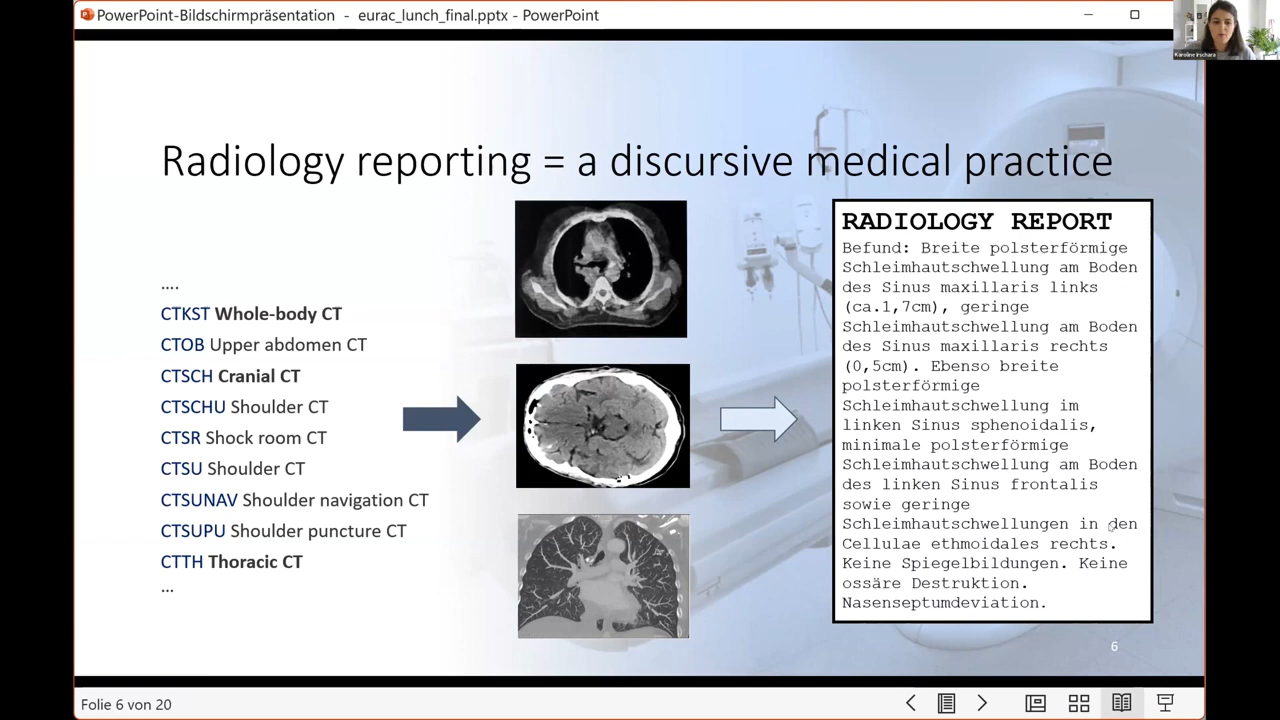 PowerPoint-Bildschirmpräsentation - eurac_lunch_final.pptx - PowerPoint
Karoline Irschara
Radiology reporting = a discursive medical practice
....
CTKST Whole-body CT
CTOB Upper abdomen CT
CTSCH Cranial CT
CTSCHU Shoulder CT
CTSR Shock room CT
CTSU Shoulder CT
CTSUNAV Shoulder navigation CT
CTSUPU Shoulder puncture CT
CTTH Thoracic CT
...
RADIOLOGY REPORT
Befund: Breite polsterförmige
Schleimhautschwellung am Boden
des Sinus maxillaris links
(ca.1,7cm), geringe
Schleimhautschwellung am Boden
des Sinus maxillaris rechts
(0,5cm). Ebenso breite
polsterförmige
Schleimhautschwellung im
linken Sinus sphenoidalis,
minimale polsterförmige
Schleimhautschwellung am Boden
des linken Sinus frontalis
sowie geringe
Schleimhautschwellungen in den
Cellulae ethmoidales rechts.
Keine Spiegelbildungen. Keine
ossäre Destruktion.
Nasenseptumdeviation.
6
Folie 6 von 20